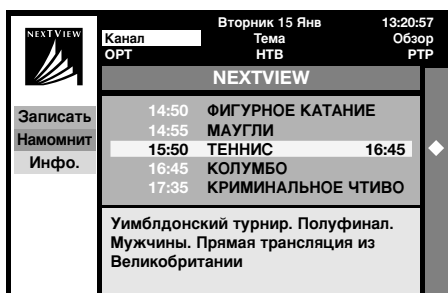 NEXTVIEW
Вторник 15 Янв 13:20:57
Канал Тема Обзор
ОРТ НТВ РТР
NEXTVIEW
Записать
Намомнит
Инфо.
14:50 ФИГУРНОЕ КАТАНИЕ
14:55 МАУГЛИ
15:50 ТЕННИС 16:45
16:45 КОЛУМБО
17:35 КРИМИНАЛЬНОЕ ЧТИВО
Уимблдонский турнир. Полуфинал.
Мужчины. Прямая трансляция из
Великобритании